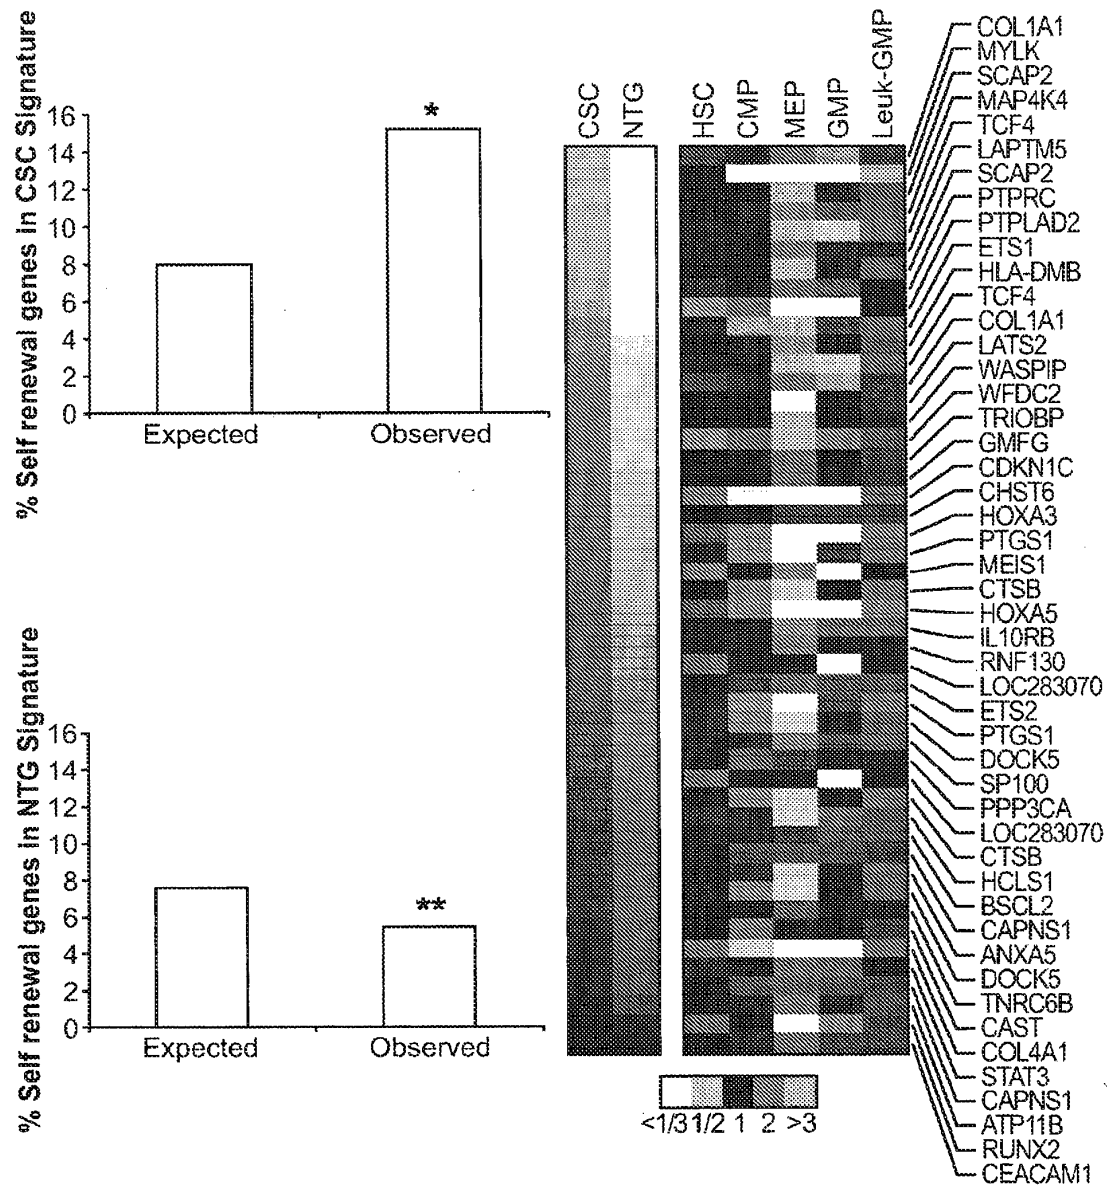 % Self renewal genes in CSC Signature
16
14
12
10
8
6
4
2
0
*
Expected
Observed
% Self renewal genes in NTG Signature
16
14
12
10
8
6
4
2
0
**
Expected
Observed
CSC
NTG
HSC
CMP
MEP
GMP
Leuk-GMP
<1/3 1/2 1 2 >3
COL1A1
MYLK
SCAP2
MAP4K4
TCF4
LAPTM5
SCAP2
PTPRC
PTPLAD2
ETS1
HLA-DMB
TCF4
COL1A1
LATS2
WASPIP
WFDC2
TRIOBP
GMFG
CDKN1C
CHST6
HOXA3
PTGS1
MEIS1
CTSB
HOXA5
IL10RB
RNF130
LOC283070
ETS2
PTGS1
DOCK5
SP100
PPP3CA
LOC283070
CTSB
HCLS1
BSCL2
CAPNS1
ANXA5
DOCK5
TNRC6B
CAST
COL4A1
STAT3
CAPNS1
ATP11B
RUNX2
CEACAM1